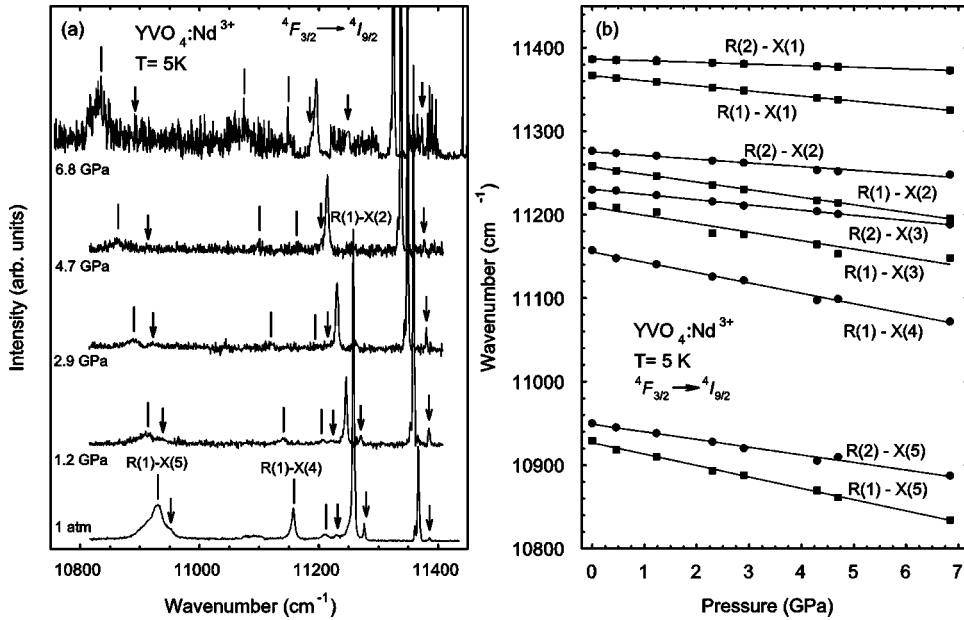 (a)
YVO4:Nd3+
T= 5K
4F3/2 → 4I9/2
6.8 GPa
4.7 GPa
R(1)-X(2)
2.9 GPa
1.2 GPa
R(1)-X(5)
R(1)-X(4)
1 atm
Intensity (arb. units)
10800
11000
11200
11400
Wavenumber (cm-1)
(b)
R(2) - X(1)
R(1) - X(1)
R(2) - X(2)
R(1) - X(2)
R(2) - X(3)
R(1) - X(3)
R(1) - X(4)
YVO4:Nd3+
T= 5 K
4F3/2 → 4I9/2
R(2) - X(5)
R(1) - X(5)
Wavenumber (cm-1)
11400
11300
11200
11100
11000
10900
10800
0
1
2
3
4
5
6
7
Pressure (GPa)